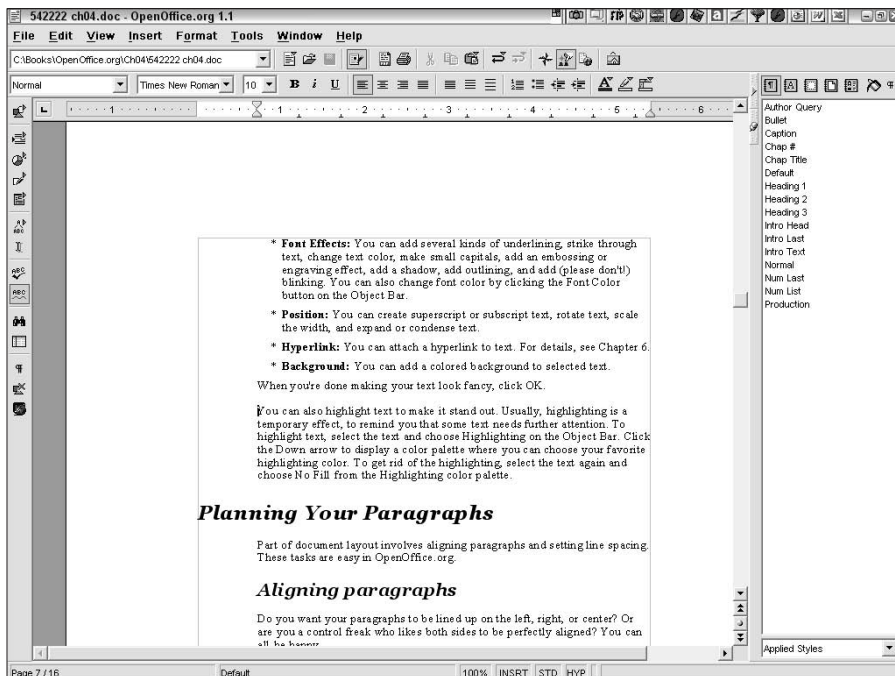 542222 ch04.doc - OpenOffice.org 1.1
File Edit View Insert Format Tools Window Help
C:\Books\OpenOffice.org\Ch04\542222 ch04.doc
Normal Times New Roman 10 B i U
1 1 2 3 4 5 6
* Font Effects: You can add several kinds of underlining, strike through
text, change text color, make small capitals, add an embossing or
engraving effect, add a shadow, add outlining, and add (please don't!)
blinking. You can also change font color by clicking the Font Color
button on the Object Bar.
* Position: You can create superscript or subscript text, rotate text, scale
the width, and expand or condense text.
* Hyperlink: You can attach a hyperlink to text. For details, see Chapter 6.
* Background: You can add a colored background to selected text.
When you're done making your text look fancy, click OK.
You can also highlight text to make it stand out. Usually, highlighting is a
temporary effect, to remind you that some text needs further attention. To
highlight text, select the text and choose Highlighting on the Object Bar. Click
the Down arrow to display a color palette where you can choose your favorite
highlighting color. To get rid of the highlighting, select the text again and
choose No Fill from the Highlighting color palette.
Planning Your Paragraphs
Part of document layout involves aligning paragraphs and setting line spacing.
These tasks are easy in OpenOffice.org.
Aligning paragraphs
Do you want your paragraphs to be lined up on the left, right, or center? Or
are you a control freak who likes both sides to be perfectly aligned? You can
all be happy
Author Query
Bullet
Caption
Chap #
Chap Title
Default
Heading 1
Heading 2
Heading 3
Intro Head
Intro Last
Intro Text
Normal
Num Last
Num List
Production
Applied Styles
Page 7 / 16 Default 100% INSRT STD HYP